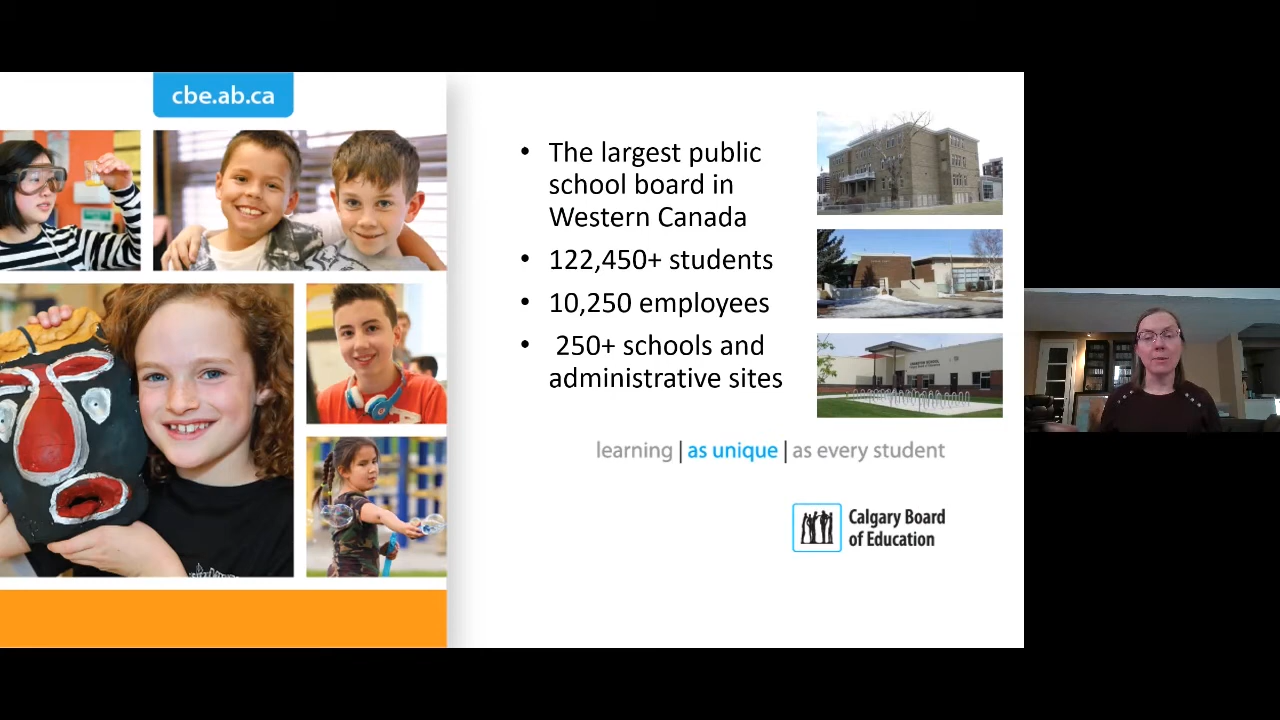 cbe.ab.ca
• The largest public
school board in
Western Canada
• 122,450+ students
• 10,250 employees
• 250+ schools and
administrative sites
learning | as unique | as every student
Calgary Board
of Education